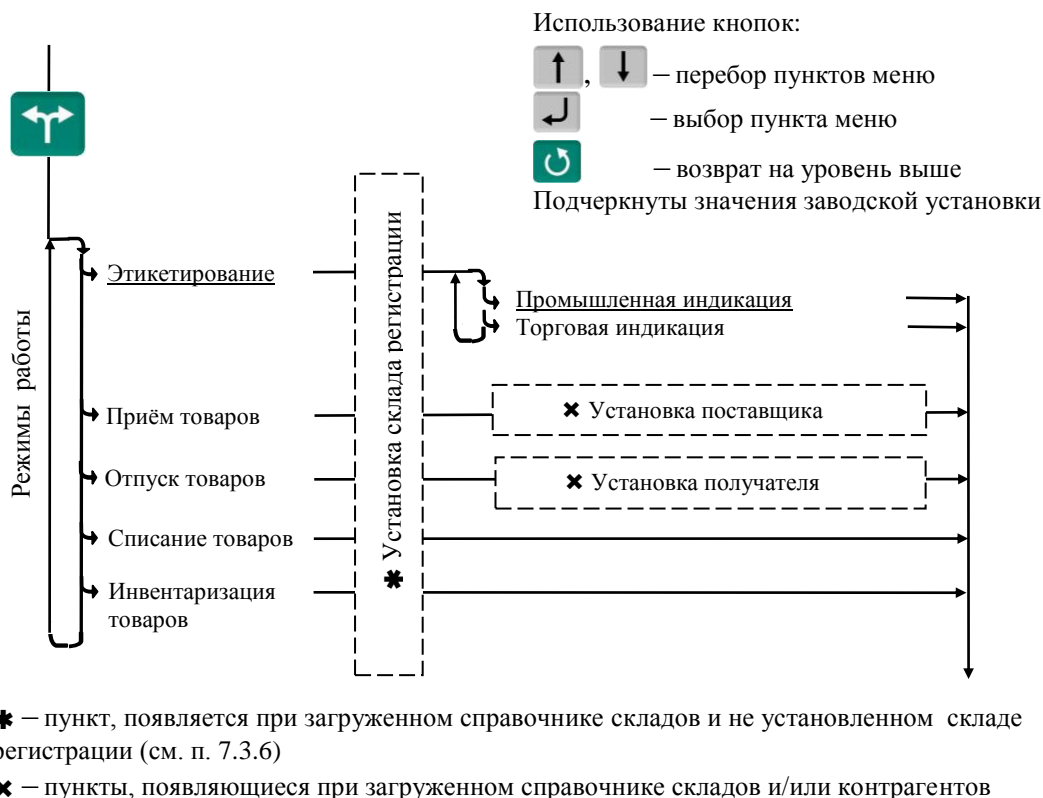 Использование кнопок:
, – перебор пунктов меню
– выбор пункта меню
– возврат на уровень выше
Подчеркнуты значения заводской установки
Режимы работы
Этикетирование
✱ Установка склада регистрации
Промышленная индикация
Торговая индикация
Приём товаров
✖ Установка поставщика
Отпуск товаров
✖ Установка получателя
Списание товаров
Инвентаризация
товаров
✱ – пункт, появляется при загруженном справочнике складов и не установленном складе
регистрации (см. п. 7.3.6)
✖ – пункты, появляющиеся при загруженном справочнике складов и/или контрагентов